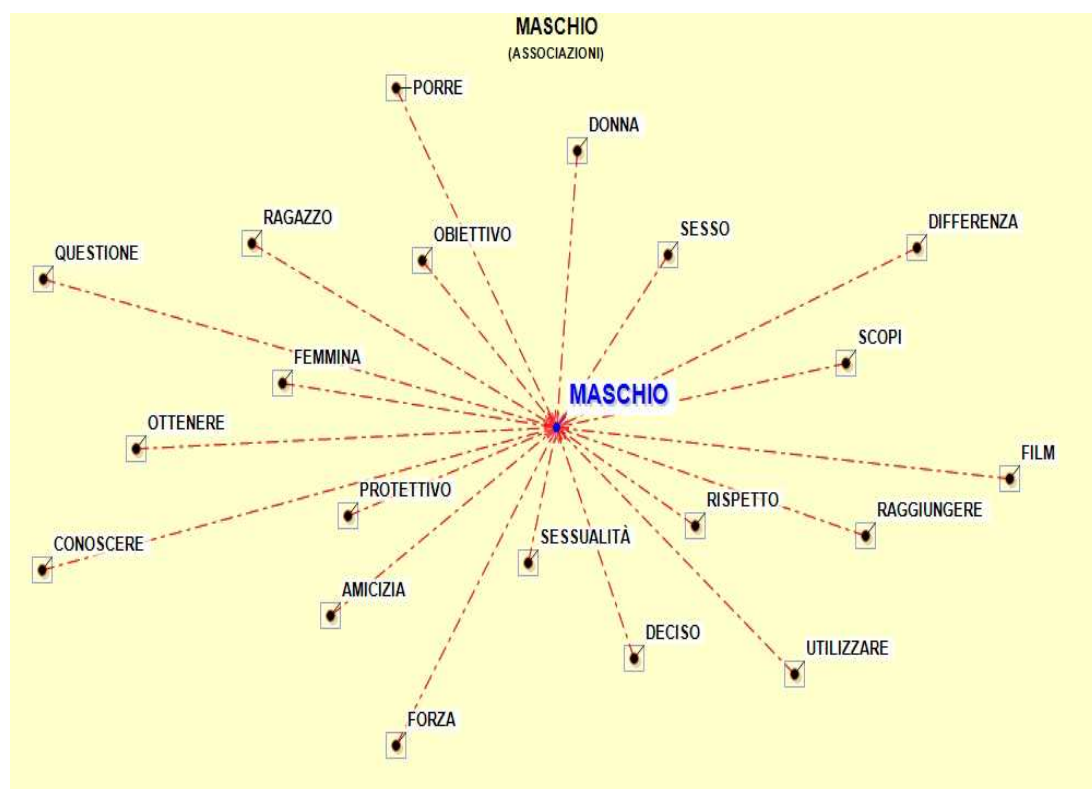 MASCHIO
(ASSOCIAZIONI)
PORRE
DONNA
RAGAZZO
OBIETTIVO
SESSO
DIFFERENZA
QUESTIONE
FEMMINA
SCOPI
MASCHIO
OTTENERE
FILM
PROTETTIVO
RISPETTO
RAGGIUNGERE
CONOSCERE
SESSUALITÀ
AMICIZIA
DECISO
UTILIZZARE
FORZA